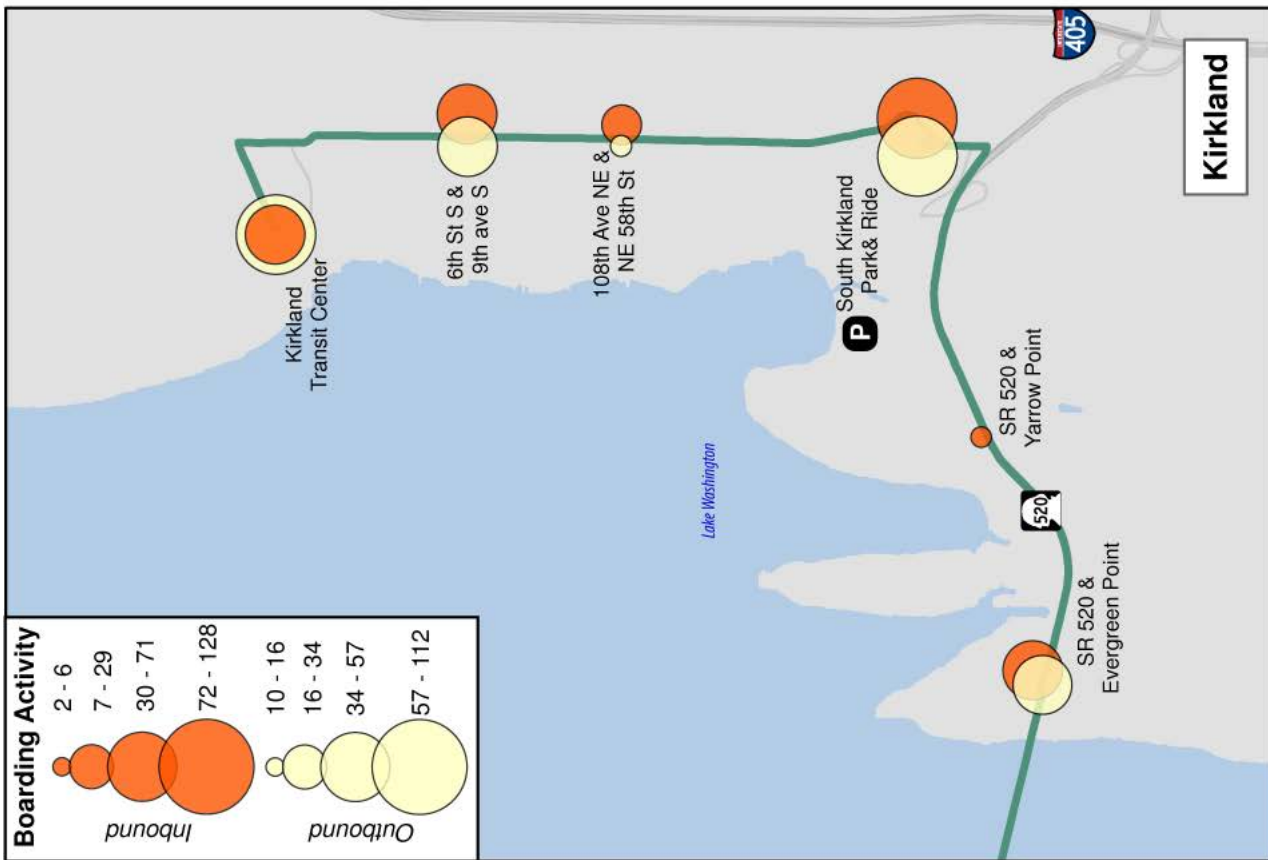 Boarding Activity
Inbound
2 - 6
7 - 29
30 - 71
72 - 128
Outbound
10 - 16
16 - 34
34 - 57
57 - 112
Kirkland
Transit Center
6th St S &
9th ave S
108th Ave NE &
NE 58th St
P
South Kirkland
Park& Ride
SR 520 &
Yarrow Point
520
SR 520 &
Evergreen Point
Lake Washington
405
Kirkland